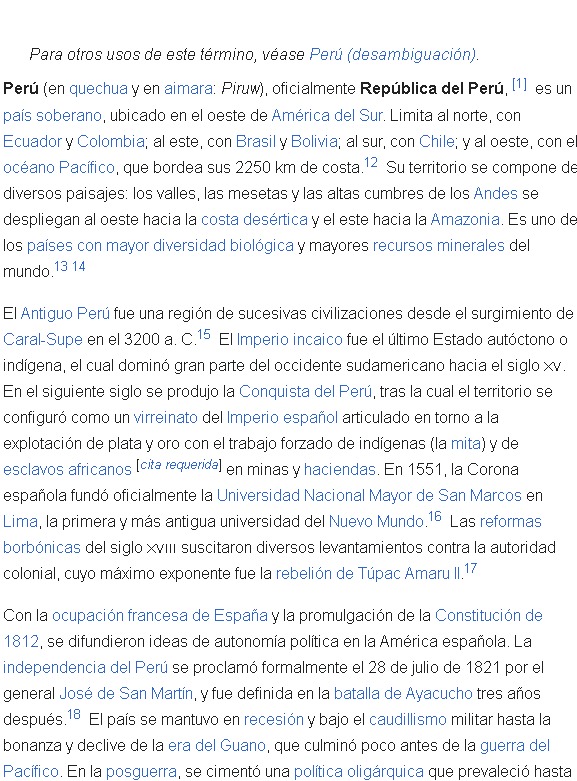 Para otros usos de este término, véase Perú (desambiguación).
Perú (en quechua y en aimara: Piruw), oficialmente República del Perú, [1] es un
país soberano, ubicado en el oeste de América del Sur. Limita al norte, con
Ecuador y Colombia; al este, con Brasil y Bolivia; al sur, con Chile; y al oeste, con el
océano Pacífico, que bordea sus 2250 km de costa.12 Su territorio se compone de
diversos paisajes: los valles, las mesetas y las altas cumbres de los Andes se
despliegan al oeste hacia la costa desértica y el este hacia la Amazonia. Es uno de
los países con mayor diversidad biológica y mayores recursos minerales del
mundo.13 14
El Antiguo Perú fue una región de sucesivas civilizaciones desde el surgimiento de
Caral-Supe en el 3200 a. C.15 El Imperio incaico fue el último Estado autóctono o
indígena, el cual dominó gran parte del occidente sudamericano hacia el siglo xv.
En el siguiente siglo se produjo la Conquista del Perú, tras la cual el territorio se
configuró como un virreinato del Imperio español articulado en torno a la
explotación de plata y oro con el trabajo forzado de indígenas (la mita) y de
esclavos africanos [cita requerida] en minas y haciendas. En 1551, la Corona
española fundó oficialmente la Universidad Nacional Mayor de San Marcos en
Lima, la primera y más antigua universidad del Nuevo Mundo.16 Las reformas
borbónicas del siglo xviii suscitaron diversos levantamientos contra la autoridad
colonial, cuyo máximo exponente fue la rebelión de Túpac Amaru II.17
Con la ocupación francesa de España y la promulgación de la Constitución de
1812, se difundieron ideas de autonomía política en la América española. La
independencia del Perú se proclamó formalmente el 28 de julio de 1821 por el
general José de San Martín, y fue definida en la batalla de Ayacucho tres años
después.18 El país se mantuvo en recesión y bajo el caudillismo militar hasta la
bonanza y declive de la era del Guano, que culminó poco antes de la guerra del
Pacífico. En la posguerra, se cimentó una política oligárquica que prevaleció hasta